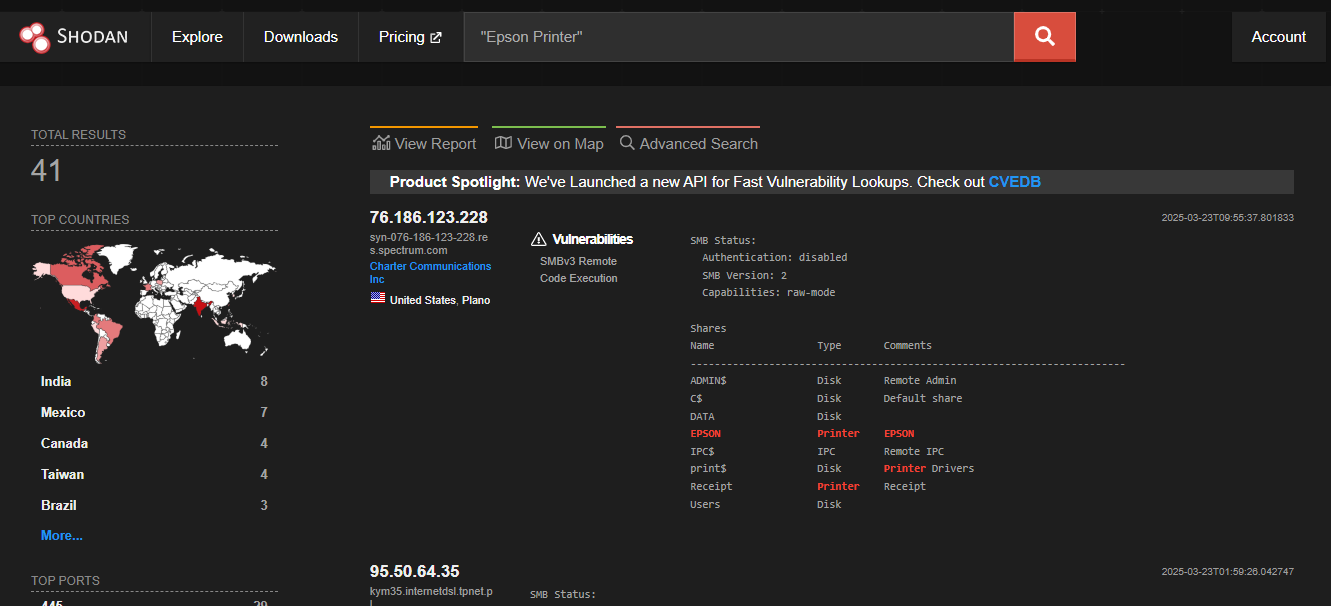 SHODAN Explore Downloads Pricing "Epson Printer" Account
TOTAL RESULTS
41
TOP COUNTRIES
India 8
Mexico 7
Canada 4
Taiwan 4
Brazil 3
More...
TOP PORTS
445 29
View Report View on Map Advanced Search
Product Spotlight: We've Launched a new API for Fast Vulnerability Lookups. Check out CVEDB
76.186.123.228
2025-03-23T09:55:37.801833
syn-076-186-123-228.re
s.spectrum.com
Charter Communications
Inc
United States, Plano
Vulnerabilities
SMBv3 Remote
Code Execution
SMB Status:
Authentication: disabled
SMB Version: 2
Capabilities: raw-mode
Shares
Name Type Comments
------------------------------------------------------------------------
ADMIN$ Disk Remote Admin
C$ Disk Default share
DATA Disk
EPSON Printer EPSON
IPC$ IPC Remote IPC
print$ Disk Printer Drivers
Receipt Printer Receipt
Users Disk
95.50.64.35
2025-03-23T01:59:26.042747
kym35.internetdsl.tpnet.p
l
SMB Status: